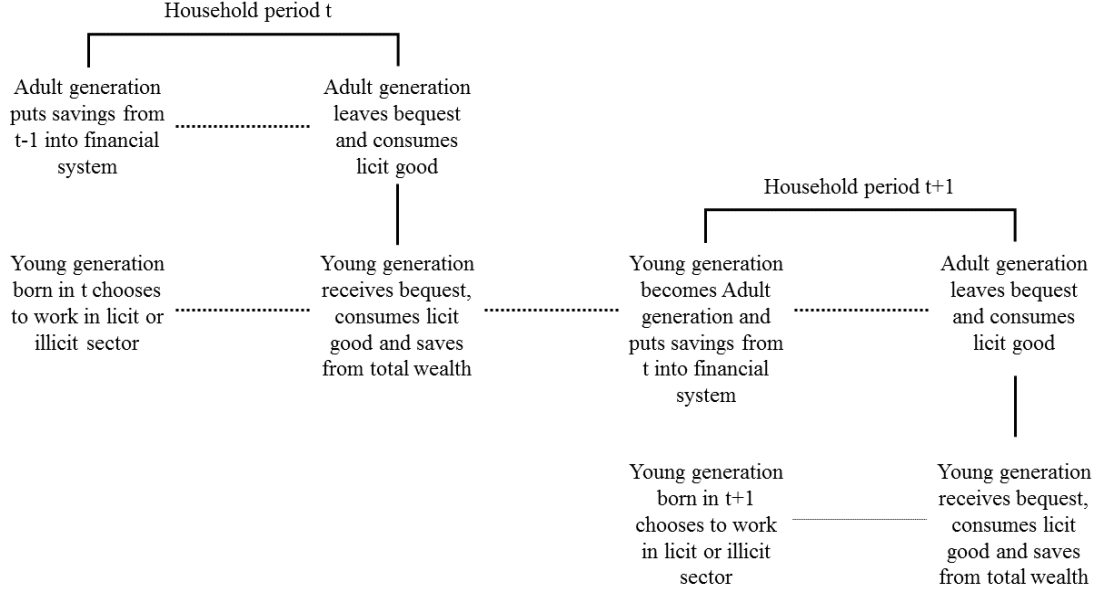 Household period t
Adult generation
puts savings from
t-1 into financial
system
Adult generation
leaves bequest
and consumes
licit good
Household period t+1
Young generation
born in t chooses
to work in licit or
illicit sector
Young generation
receives bequest,
consumes licit
good and saves
from total wealth
Young generation
becomes Adult
generation and
puts savings from
t into financial
system
Adult generation
leaves bequest
and consumes
licit good
Young generation
born in t+1
chooses to work
in licit or illicit
sector
Young generation
receives bequest,
consumes licit
good and saves
from total wealth